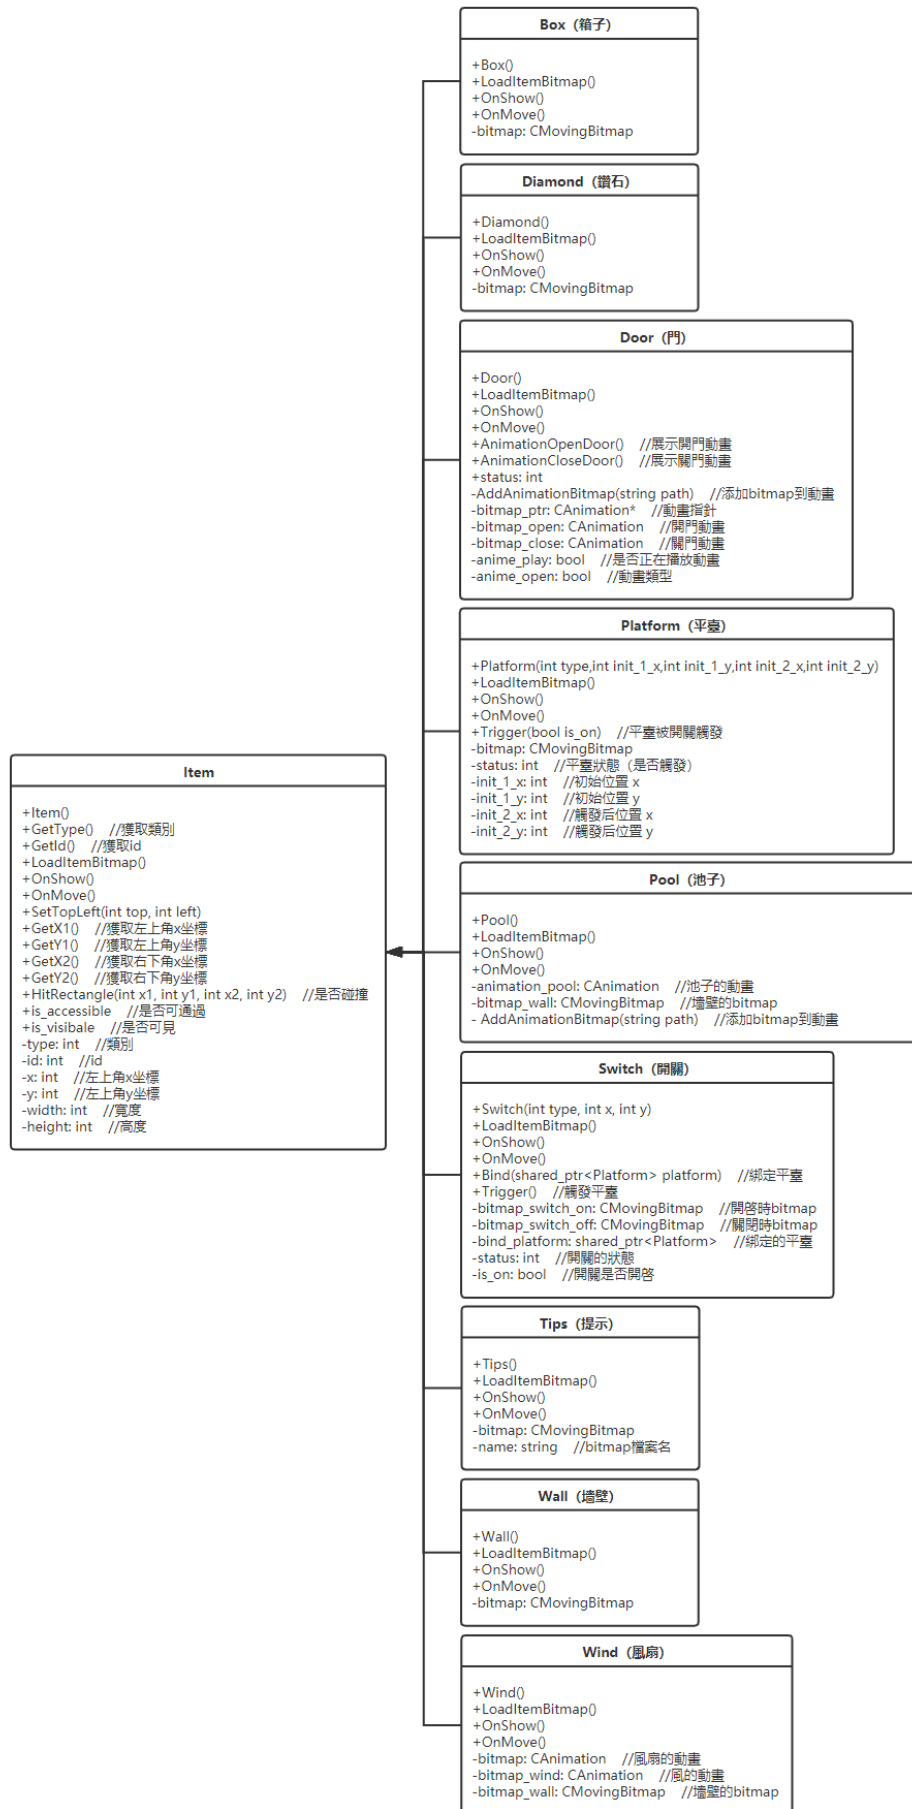 Box（箱子）
+Box()
+LoadItemBitmap()
+OnShow()
+OnMove()
-bitmap: CMovingBitmap
Diamond（鑽石）
+Diamond()
+LoadItemBitmap()
+OnShow()
+OnMove()
-bitmap: CMovingBitmap
Door（門）
+Door()
+LoadItemBitmap()
+OnShow()
+OnMove()
+AnimationOpenDoor() //展示開門動畫
+AnimationCloseDoor() //展示關門動畫
+status: int
-AddAnimationBitmap(string path) //添加bitmap到動畫
-bitmap_ptr: CAnimation* //動畫指針
-bitmap_open: CAnimation //開門動畫
-bitmap_close: CAnimation //關門動畫
-anime_play: bool //是否正在播放動畫
-anime_open: bool //動畫類型
Platform（平臺）
+Platform(int type,int init_1_x,int init_1_y,int init_2_x,int init_2_y)
+LoadItemBitmap()
+OnShow()
+OnMove()
+Trigger(bool is_on) //平臺被開關觸發
-bitmap: CMovingBitmap
-status: int //平臺狀態（是否觸發）
-init_1_x: int //初始位置 x
-init_1_y: int //初始位置 y
-init_2_x: int //觸發后位置 x
-init_2_y: int //觸發后位置 y
Item
+Item()
+GetType() //獲取類別
+GetId() //獲取id
+LoadItemBitmap()
+OnShow()
+OnMove()
+SetTopLeft(int top, int left)
+GetX1() //獲取左上角x坐標
+GetY1() //獲取左上角y坐標
+GetX2() //獲取右下角x坐標
+GetY2() //獲取右下角y坐標
+HitRectangle(int x1, int y1, int x2, int y2) //是否碰撞
+is_accessible //是否可通過
+is_visibale //是否可見
-type: int //類別
-id: int //id
-x: int //左上角x坐標
-y: int //左上角y坐標
-width: int //寬度
-height: int //高度
Pool（池子）
+Pool()
+LoadItemBitmap()
+OnShow()
+OnMove()
-animation_pool: CAnimation //池子的動畫
-bitmap_wall: CMovingBitmap //墻壁的bitmap
- AddAnimationBitmap(string path) //添加bitmap到動畫
Switch（開關）
+Switch(int type, int x, int y)
+LoadItemBitmap()
+OnShow()
+OnMove()
+Bind(shared_ptr<Platform> platform) //綁定平臺
+Trigger() //觸發平臺
-bitmap_switch_on: CMovingBitmap //開啓時bitmap
-bitmap_switch_off: CMovingBitmap //關閉時bitmap
-bind_platform: shared_ptr<Platform> //綁定的平臺
-status: int //開關的狀態
-is_on: bool //開關是否開啓
Tips（提示）
+Tips()
+LoadItemBitmap()
+OnShow()
+OnMove()
-bitmap: CMovingBitmap
-name: string //bitmap檔案名
Wall（墻壁）
+Wall()
+LoadItemBitmap()
+OnShow()
+OnMove()
-bitmap: CMovingBitmap
Wind（風扇）
+Wind()
+LoadItemBitmap()
+OnShow()
+OnMove()
-bitmap: CAnimation //風扇的動畫
-bitmap_wind: CAnimation //風的動畫
-bitmap_wall: CMovingBitmap //墻壁的bitmap